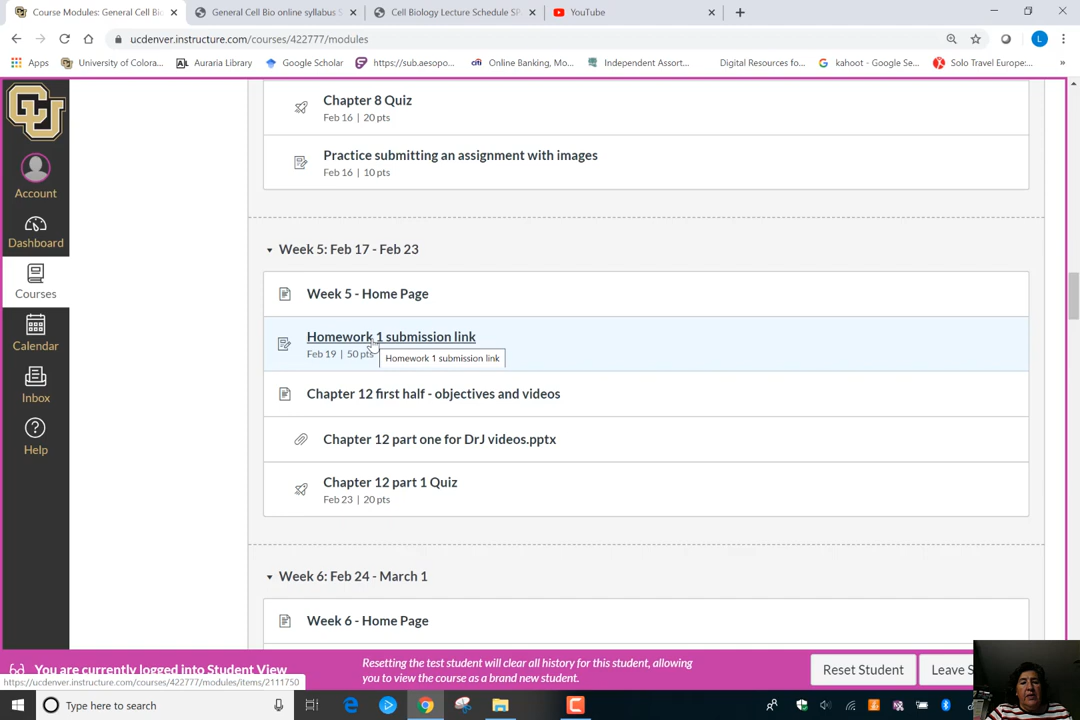 Course Modules: General Cell Bi
General Cell Bio online syllabus S
Cell Biology Lecture Schedule SP
YouTube
ucdenver.instructure.com/courses/422777/modules
L
Apps
University of Colora...
Auraria Library
Google Scholar
https://sub.aesopo...
Online Banking, Mo...
Independent Assort...
Digital Resources fo...
kahoot - Google Se...
Solo Travel Europe:...
Account
Dashboard
Courses
Calendar
Inbox
Help
Chapter 8 Quiz
Feb 16 | 20 pts
Practice submitting an assignment with images
Feb 16 | 10 pts
Week 5: Feb 17 - Feb 23
Week 5 - Home Page
Homework 1 submission link
Feb 19 | 50 pts
Homework 1 submission link
Chapter 12 first half - objectives and videos
Chapter 12 part one for DrJ videos.pptx
Chapter 12 part 1 Quiz
Feb 23 | 20 pts
Week 6: Feb 24 - March 1
Week 6 - Home Page
You are currently logged into Student View
Resetting the test student will clear all history for this student, allowing
you to view the course as a brand new student.
Reset Student
Leave S
https://ucdenver.instructure.com/courses/422777/modules/items/2111750
Type here to search